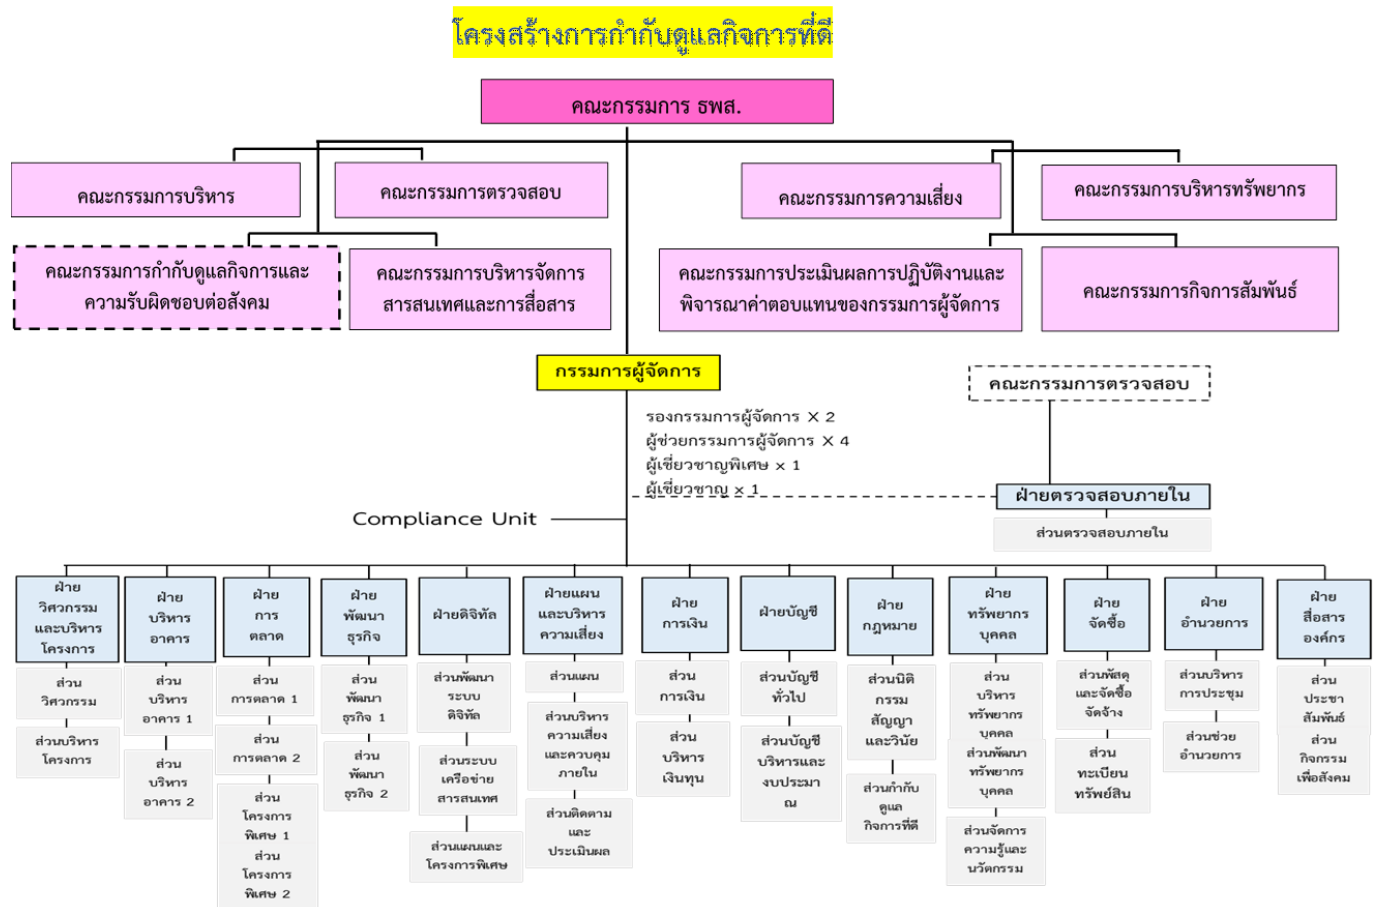 โครงสร้างการกำกับดูแลกิจการที่ดี
คณะกรรมการ ธพส.
คณะกรรมการบริหาร
คณะกรรมการตรวจสอบ
คณะกรรมการความเสี่ยง
คณะกรรมการบริหารทรัพยากร
คณะกรรมการกำกับดูแลกิจการและ
ความรับผิดชอบต่อสังคม
คณะกรรมการบริหารจัดการ
สารสนเทศและการสื่อสาร
คณะกรรมการประเมินผลการปฏิบัติงานและ
พิจารณาค่าตอบแทนของกรรมการผู้จัดการ
คณะกรรมการกิจการสัมพันธ์
กรรมการผู้จัดการ
คณะกรรมการตรวจสอบ
รองกรรมการผู้จัดการ X 2
ผู้ช่วยกรรมการผู้จัดการ X 4
ผู้เชี่ยวชาญพิเศษ x 1
ผู้เชี่ยวชาญ x 1
ฝ่ายตรวจสอบภายใน
ส่วนตรวจสอบภายใน
Compliance Unit
ฝ่าย
วิศวกรรม
และบริหาร
โครงการ
ส่วน
วิศวกรรม
ส่วนบริหาร
โครงการ
ฝ่าย
บริหาร
อาคาร
ส่วน
บริหาร
อาคาร 1
ส่วน
บริหาร
อาคาร 2
ฝ่าย
การ
ตลาด
ส่วน
การตลาด 1
ส่วน
การตลาด 2
ส่วน
โครงการ
พิเศษ 1
ส่วน
โครงการ
พิเศษ 2
ฝ่าย
พัฒนา
ธุรกิจ
ส่วน
พัฒนา
ธุรกิจ 1
ส่วน
พัฒนา
ธุรกิจ 2
ฝ่ายดิจิทัล
ส่วนพัฒนา
ระบบ
ดิจิทัล
ส่วนระบบ
เครือข่าย
สารสนเทศ
ส่วนแผนและ
โครงการพิเศษ
ฝ่ายแผน
และบริหาร
ความเสี่ยง
ส่วนแผน
ส่วนบริหาร
ความเสี่ยง
และควบคุม
ภายใน
ส่วนติดตาม
และ
ประเมินผล
ฝ่าย
การเงิน
ส่วน
การเงิน
ส่วน
บริหาร
เงินทุน
ฝ่ายบัญชี
ส่วนบัญชี
ทั่วไป
ส่วนบัญชี
บริหารและ
งบประมา
ณ
ฝ่าย
กฎหมาย
ส่วนนิติ
กรรม
สัญญา
และวินัย
ส่วนกำกับ
ดูแล
กิจการที่ดี
ฝ่าย
ทรัพยากร
บุคคล
ส่วน
บริหาร
ทรัพยากร
บุคคล
ส่วนพัฒนา
ทรัพยากร
บุคคล
ส่วนจัดการ
ความรู้และ
นวัตกรรม
ฝ่าย
จัดซื้อ
ส่วนพัสดุ
และจัดซื้อ
จัดจ้าง
ส่วน
ทะเบียน
ทรัพย์สิน
ฝ่าย
อำนวยการ
ส่วนบริหาร
การประชุม
ส่วนช่วย
อำนวยการ
ฝ่าย
สื่อสาร
องค์กร
ส่วน
ประชา
สัมพันธ์
ส่วน
กิจกรรม
เพื่อสังคม